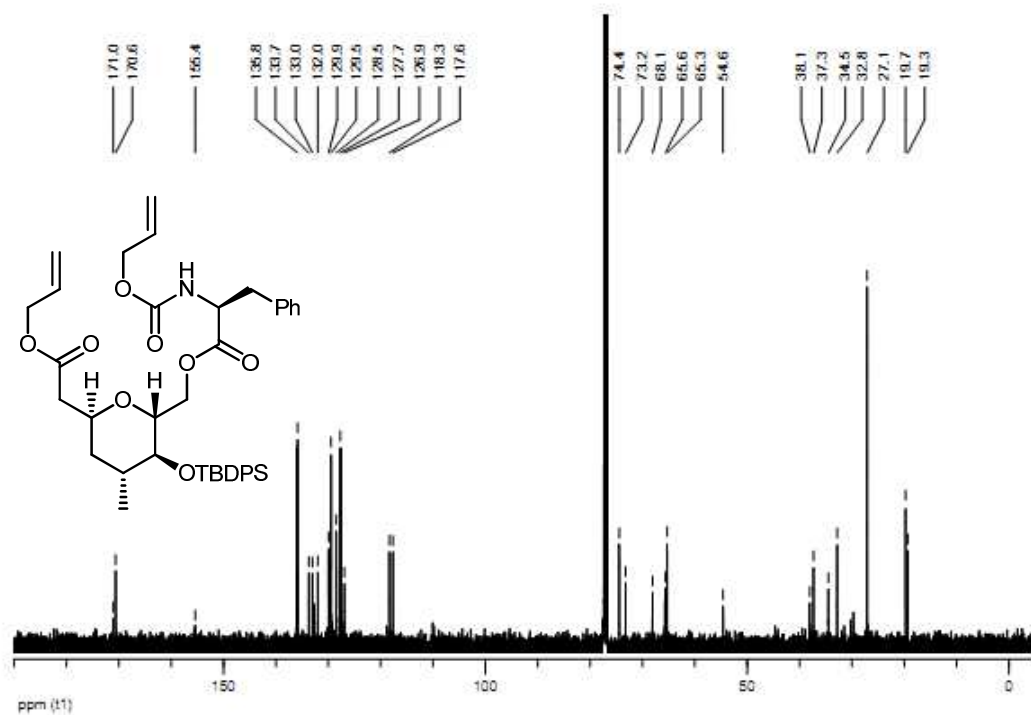 171.0
170.6
155.4
135.8
133.7
133.0
132.0
129.9
129.5
128.5
127.7
126.9
118.3
117.6
74.4
73.2
68.1
65.6
65.3
54.6
38.1
37.3
34.5
32.8
27.1
19.7
19.3
H
O N
Ph
O
O O
O
O
H H
O
OTBDPS
150
100
50
0
ppm (t1)